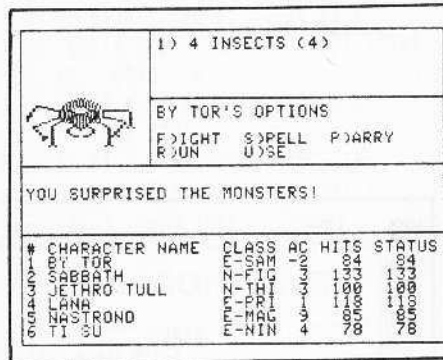 1) 4 INSECTS (4)
BY TOR'S OPTIONS
F)IGHT S)PELL P)ARRY
R)UN U)SE
YOU SURPRISED THE MONSTERS!
# CHARACTER NAME CLASS AC HITS STATUS
1 BY TOR E-SAM -2 84 84
2 SABBATH N-FIG 3 133 133
3 JETHRO TULL N-THI 3 100 100
4 LANA E-PRI 1 118 118
5 NASTROND E-MAG 9 85 85
6 TI SU E-NIN 4 78 78